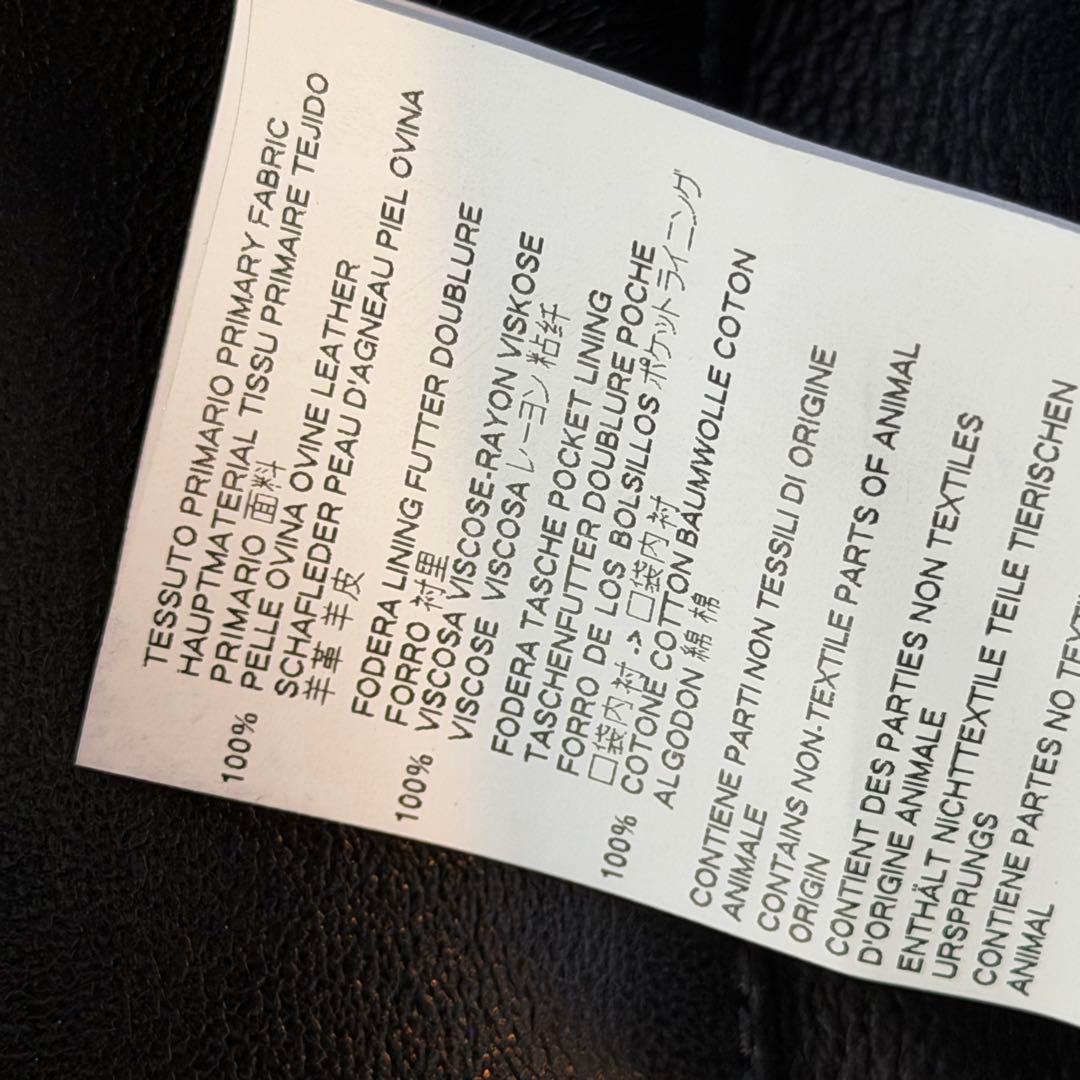 TESSUTO PRIMARIO PRIMARY FABRIC
HAUPTMATERIAL TISSU PRIMAIRE TEJIDO
PRIMARIO 面料
100% PELLE OVINA OVINE LEATHER
SCHAFLEDER PEAU D'AGNEAU PIEL OVINA
羊革 羊皮
FODERA LINING FUTTER DOUBLURE
FORRO 衬里
100% VISCOSA VISCOSE-RAYON VISKOSE
VISCOSE VISCOSA レーヨン 粘纤
FODERA TASCHE POCKET LINING
TASCHENFUTTER DOUBLURE POCHE
FORRO DE LOS BOLSILLOS ポケットライニング
口袋内衬 -> 口袋内衬
100% COTONE COTTON BAUMWOLLE COTON
ALGODON 綿 棉
CONTIENE PARTI NON TESSILI DI ORIGINE
ANIMALE
CONTAINS NON-TEXTILE PARTS OF ANIMAL
ORIGIN
CONTIENT DES PARTIES NON TEXTILES
D'ORIGINE ANIMALE
ENTHÄLT NICHTTEXTILE TEILE TIERISCHEN
URSPRUNGS
CONTIENE PARTES NO
ANIMAL